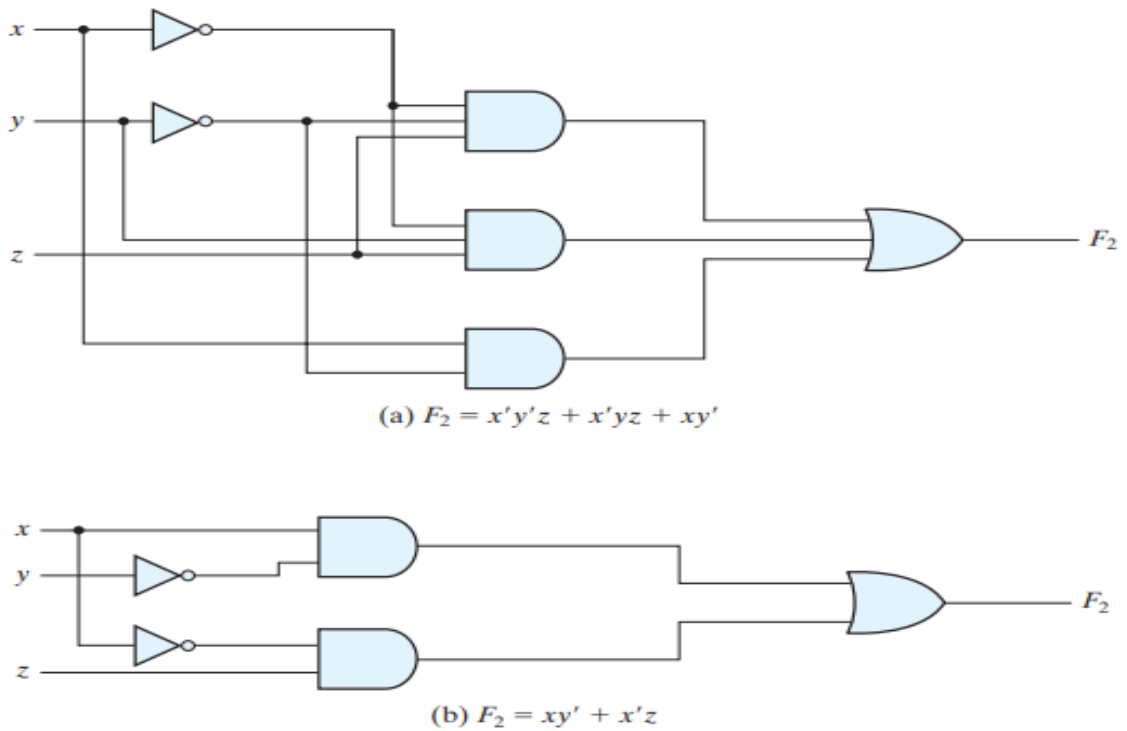 x
y
z
F₂
(a) F₂ = x′y′z + x′yz + xy′
x
y
z
F₂
(b) F₂ = xy′ + x′z